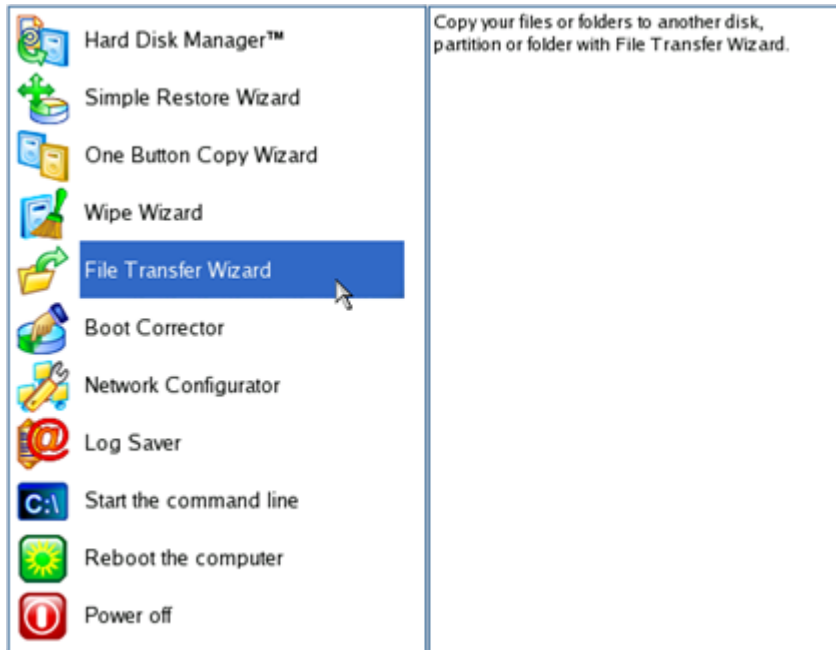 Hard Disk Manager™
Simple Restore Wizard
One Button Copy Wizard
Wipe Wizard
File Transfer Wizard
Boot Corrector
Network Configurator
Log Saver
C:\
Start the command line
Reboot the computer
Power off
Copy your files or folders to another disk,
partition or folder with File Transfer Wizard.